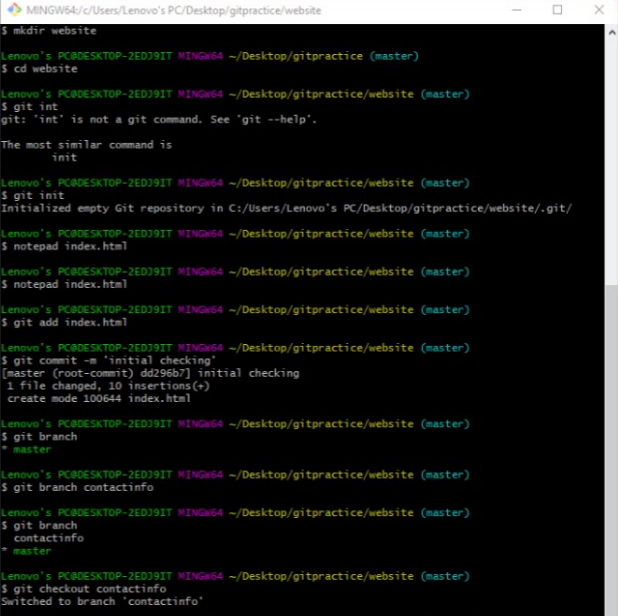 MINGW64:/c/Users/Lenovo's PC/Desktop/gitpractice/website
$ mkdir website
Lenovo's PC@DESKTOP-2EDJ9IT MINGW64 ~/Desktop/gitpractice (master)
$ cd website
Lenovo's PC@DESKTOP-2EDJ9IT MINGW64 ~/Desktop/gitpractice/website (master)
$ git int
git: 'int' is not a git command. See 'git --help'.
The most similar command is
init
Lenovo's PC@DESKTOP-2EDJ9IT MINGW64 ~/Desktop/gitpractice/website (master)
$ git init
Initialized empty Git repository in C:/Users/Lenovo's PC/Desktop/gitpractice/website/.git/
Lenovo's PC@DESKTOP-2EDJ9IT MINGW64 ~/Desktop/gitpractice/website (master)
$ notepad index.html
Lenovo's PC@DESKTOP-2EDJ9IT MINGW64 ~/Desktop/gitpractice/website (master)
$ notepad index.html
Lenovo's PC@DESKTOP-2EDJ9IT MINGW64 ~/Desktop/gitpractice/website (master)
$ git add index.html
Lenovo's PC@DESKTOP-2EDJ9IT MINGW64 ~/Desktop/gitpractice/website (master)
$ git commit -m 'initial checking'
[master (root-commit) dd296b7] initial checking
1 file changed, 10 insertions(+)
create mode 100644 index.html
Lenovo's PC@DESKTOP-2EDJ9IT MINGW64 ~/Desktop/gitpractice/website (master)
$ git branch
* master
Lenovo's PC@DESKTOP-2EDJ9IT MINGW64 ~/Desktop/gitpractice/website (master)
$ git branch contactinfo
Lenovo's PC@DESKTOP-2EDJ9IT MINGW64 ~/Desktop/gitpractice/website (master)
$ git branch
contactinfo
* master
Lenovo's PC@DESKTOP-2EDJ9IT MINGW64 ~/Desktop/gitpractice/website (master)
$ git checkout contactinfo
Switched to branch 'contactinfo'